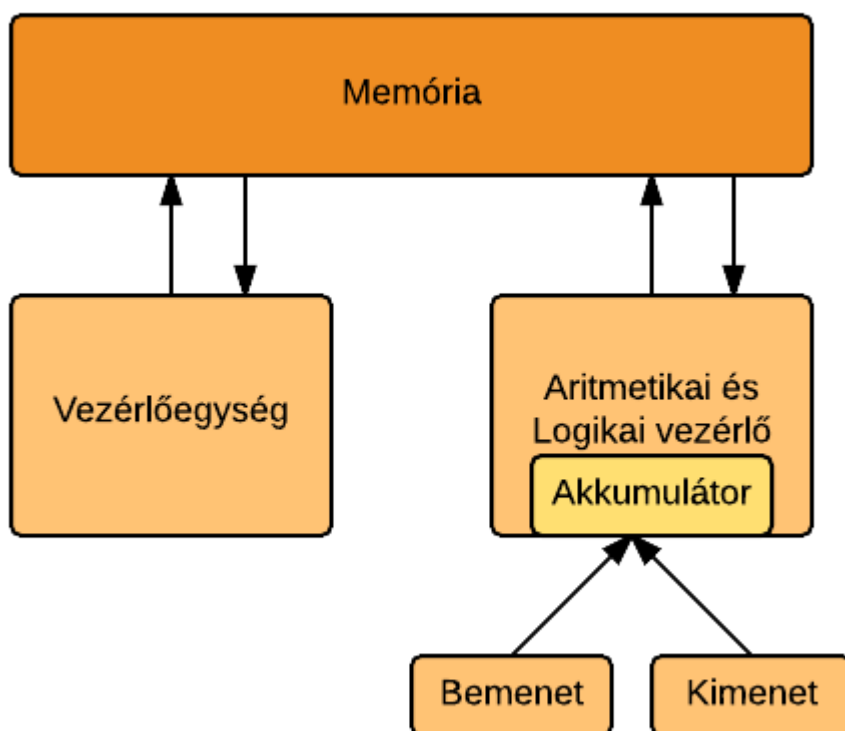 Memória
Vezérlőegység
Aritmetikai és
Logikai vezérlő
Akkumulátor
Bemenet
Kimenet